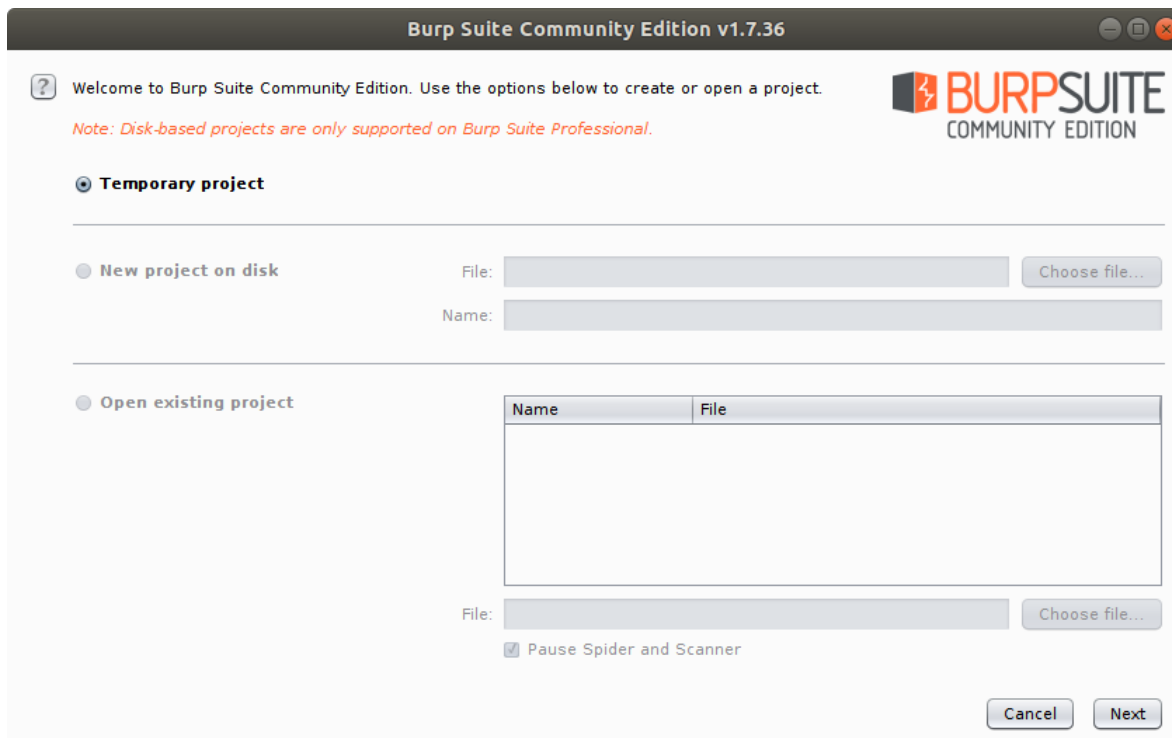 Burp Suite Community Edition v1.7.36
?
Welcome to Burp Suite Community Edition. Use the options below to create or open a project.
BURPSUITE
COMMUNITY EDITION
Note: Disk-based projects are only supported on Burp Suite Professional.
Temporary project
New project on disk
File:
Choose file...
Name:
Open existing project
Name
File
File:
Choose file...
Pause Spider and Scanner
Cancel
Next